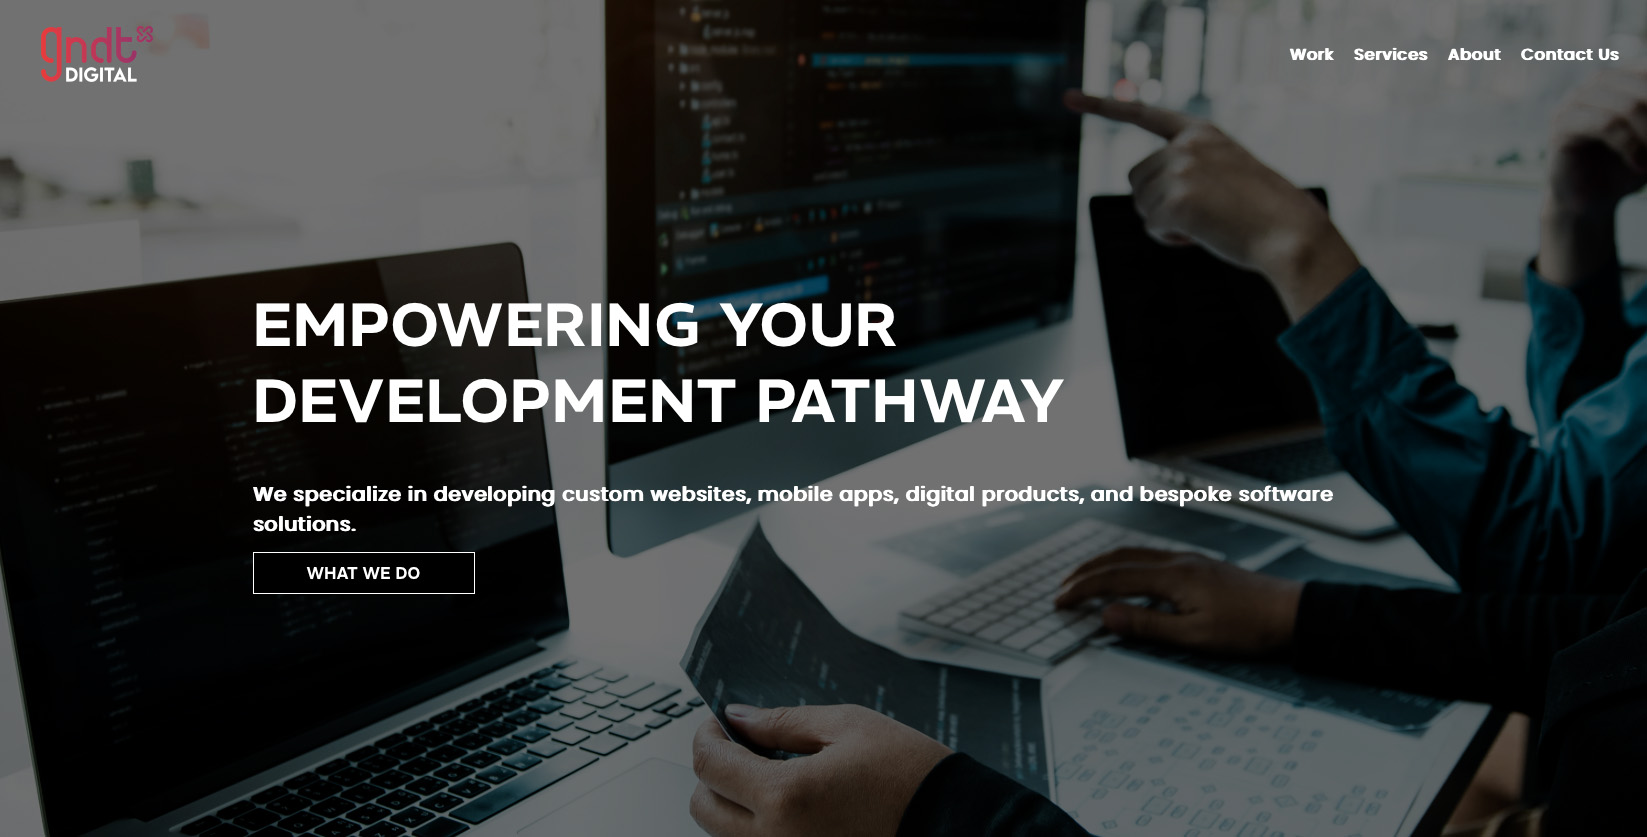 gndt
DIGITAL
Work Services About Contact Us
EMPOWERING YOUR
DEVELOPMENT PATHWAY
We specialize in developing custom websites, mobile apps, digital products, and bespoke software
solutions.
WHAT WE DO